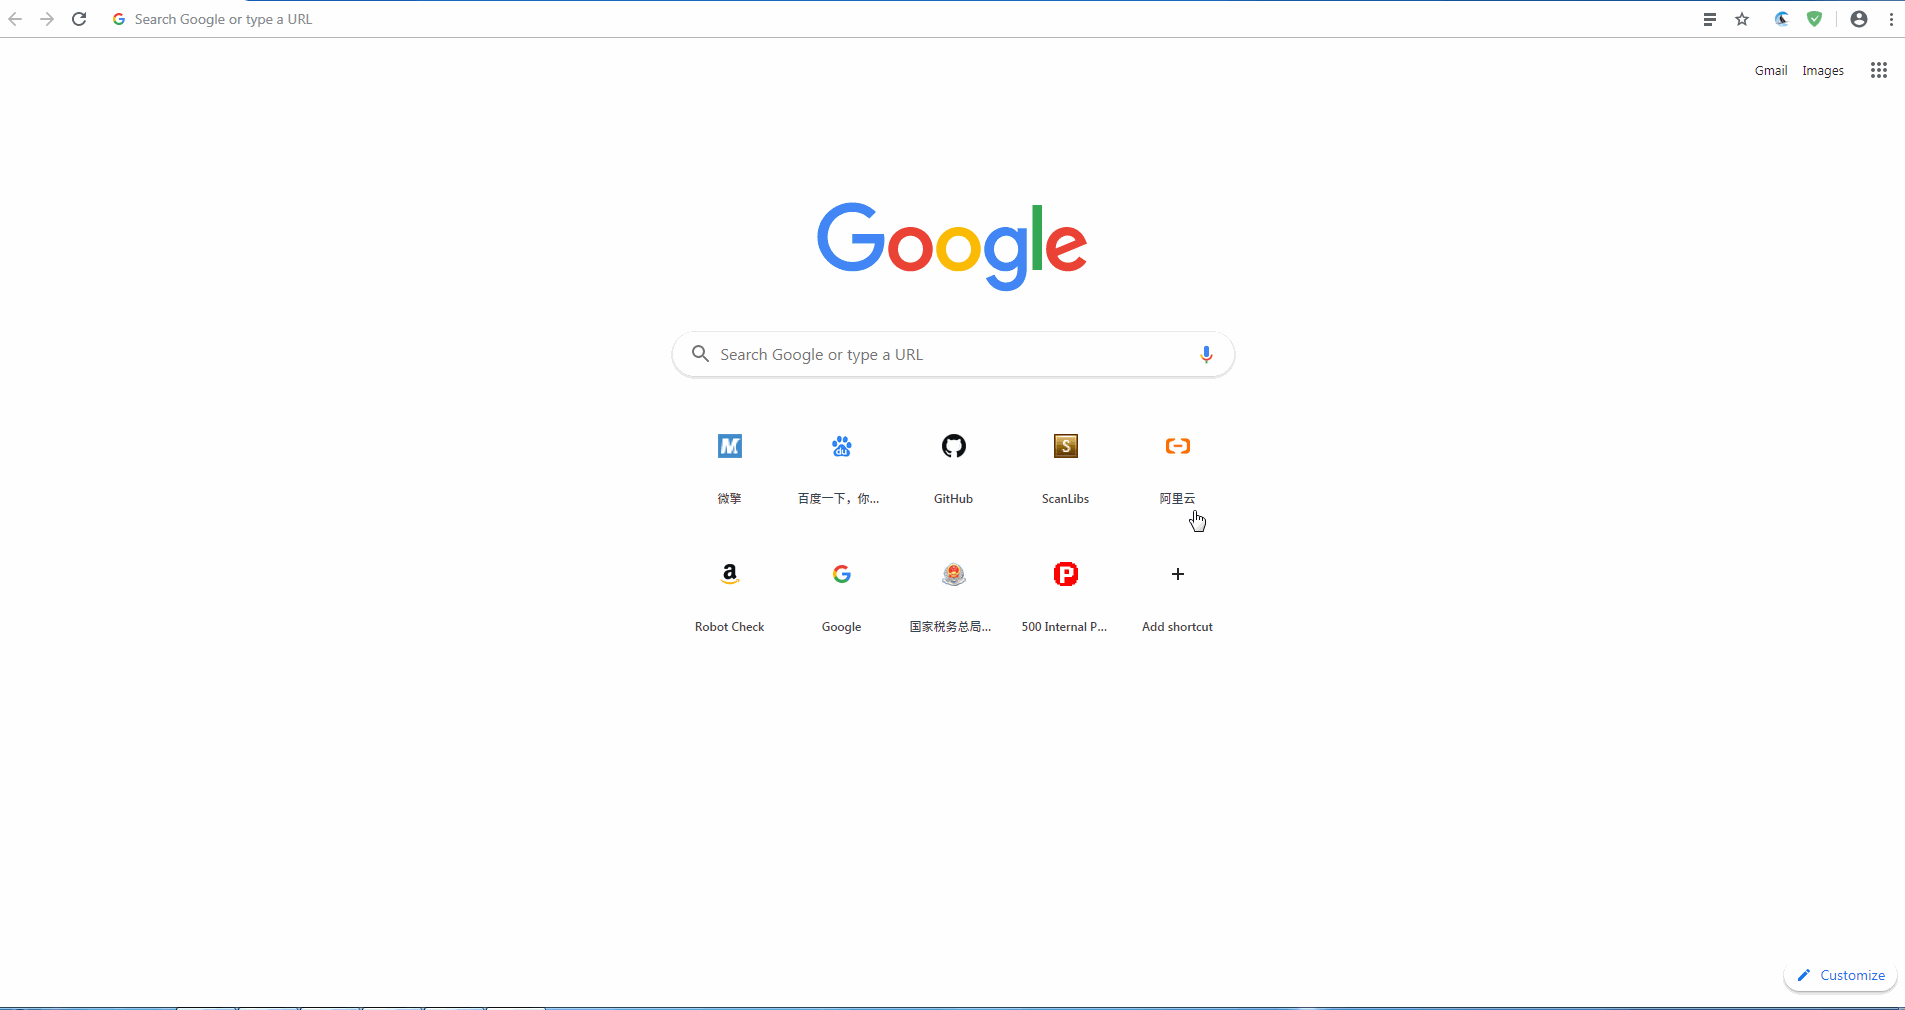 Search Google or type a URL
Gmail Images
Google
Search Google or type a URL
微擎 百度一下，你... GitHub ScanLibs 阿里云
Robot Check Google 国家税务总局... 500 Internal P... Add shortcut
Customize